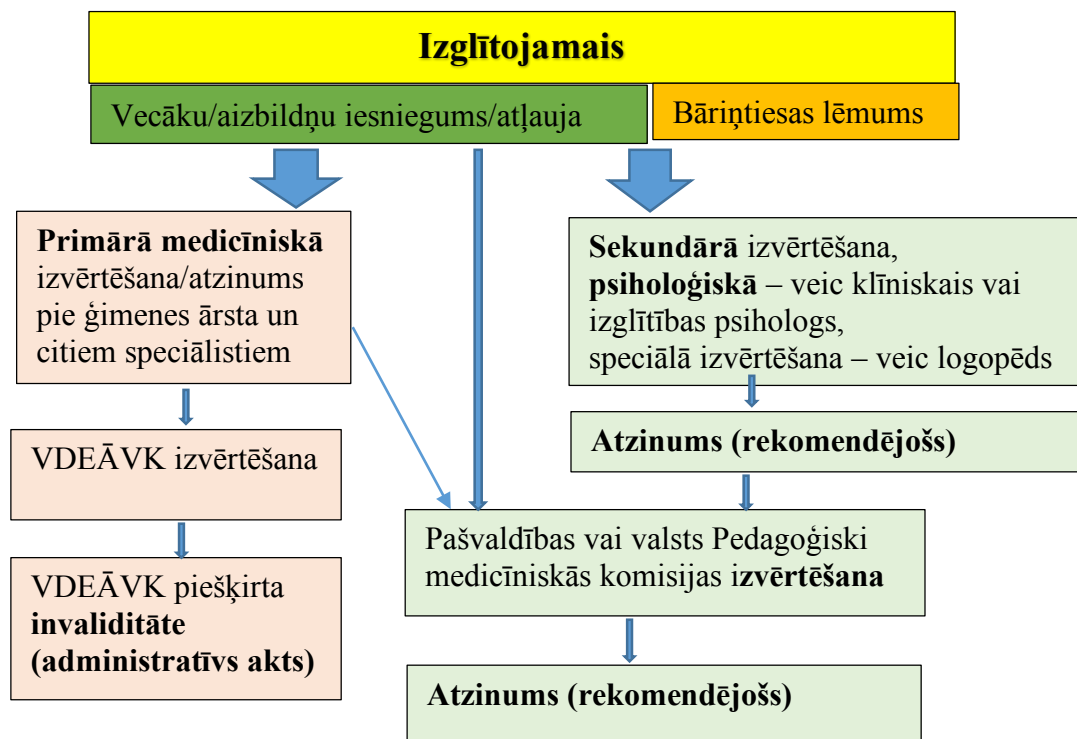 Izglītojamais
Vecāku/aizbildņu iesniegums/atļauja
Bāriņtiesas lēmums
Primārā medicīniskā
izvērtēšana/atzinums
pie ģimenes ārsta un
citiem speciālistiem
Sekundārā izvērtēšana,
psiholoģiskā – veic klīniskais vai
izglītības psihologs,
speciālā izvērtēšana – veic logopēds
VDEĀVK izvērtēšana
Atzinums (rekomendējošs)
Pašvaldības vai valsts Pedagoģiski
medicīniskās komisijas izvērtēšana
VDEĀVK piešķirta
invaliditāte
(administratīvs akts)
Atzinums (rekomendējošs)